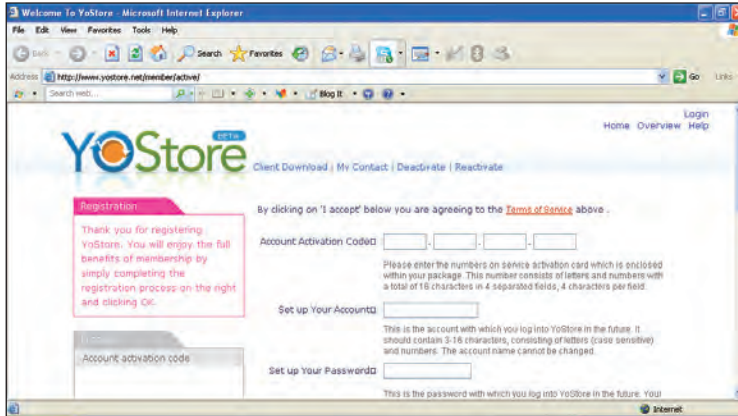 Welcome To YoStore - Microsoft Internet Explorer
File Edit View Favorites Tools Help
Back Search Favorites
Address http://www.yostore.net/member/active/ Go Links
Search web... Blog It
Login
Home Overview Help
YoStore BETA
Client Download | My Contact | Deactivate | Reactivate
Registration
Thank you for registering
YoStore. You will enjoy the full
benefits of membership by
simply completing the
registration process on the right
and clicking OK.
Account activation code
By clicking on 'I accept' below you are agreeing to the Terms of Service above .
Account Activation Code
Please enter the numbers on service activation card which is enclosed
within your package. This number consists of letters and numbers with
a total of 16 characters in 4 separated fields, 4 characters per field.
Set up Your Account
This is the account with which you log into YoStore in the future. It
should contain 3-16 characters, consisting of letters (case sensitive)
and numbers. The account name cannot be changed.
Set up Your Password
This is the password with which you log into YoStore in the future. Your
Internet